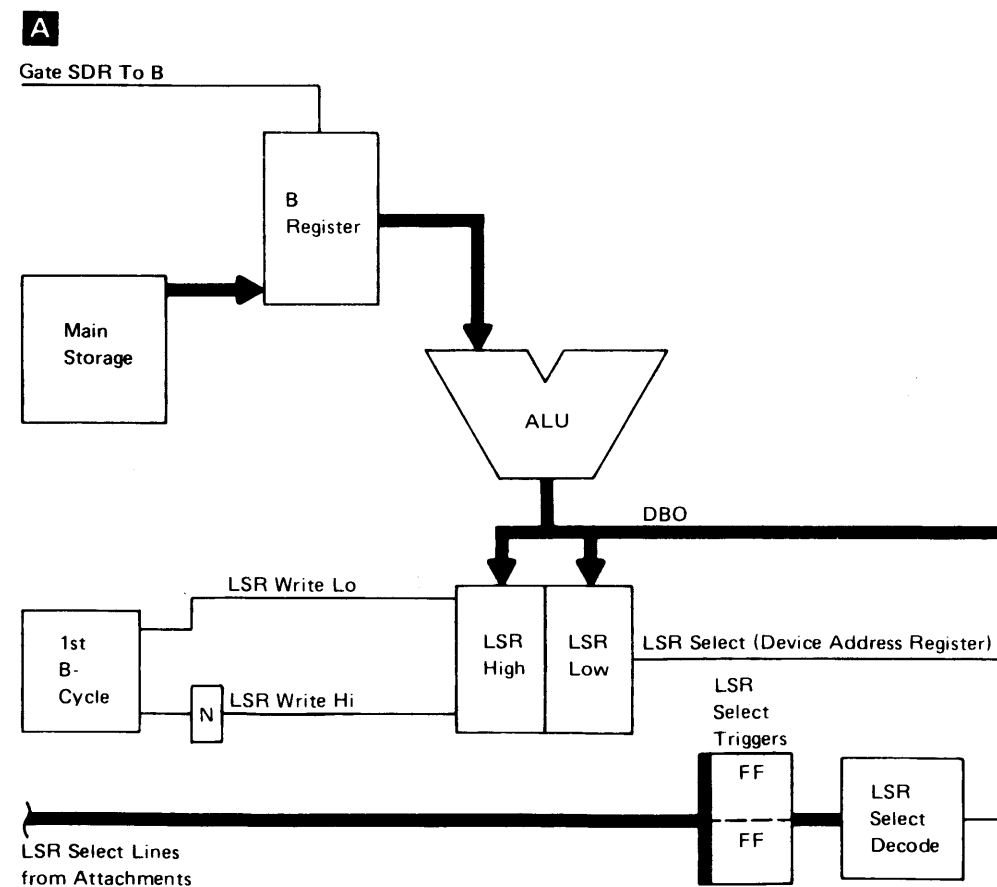 A
Gate SDR To B
B
Register
Main
Storage
ALU
DBO
LSR Write Lo
1st
B-
Cycle
LSR
High
LSR
Low
LSR Select (Device Address Register)
N
LSR Write Hi
LSR
Select
Triggers
FF
FF
LSR
Select
Decode
LSR Select Lines
from Attachments